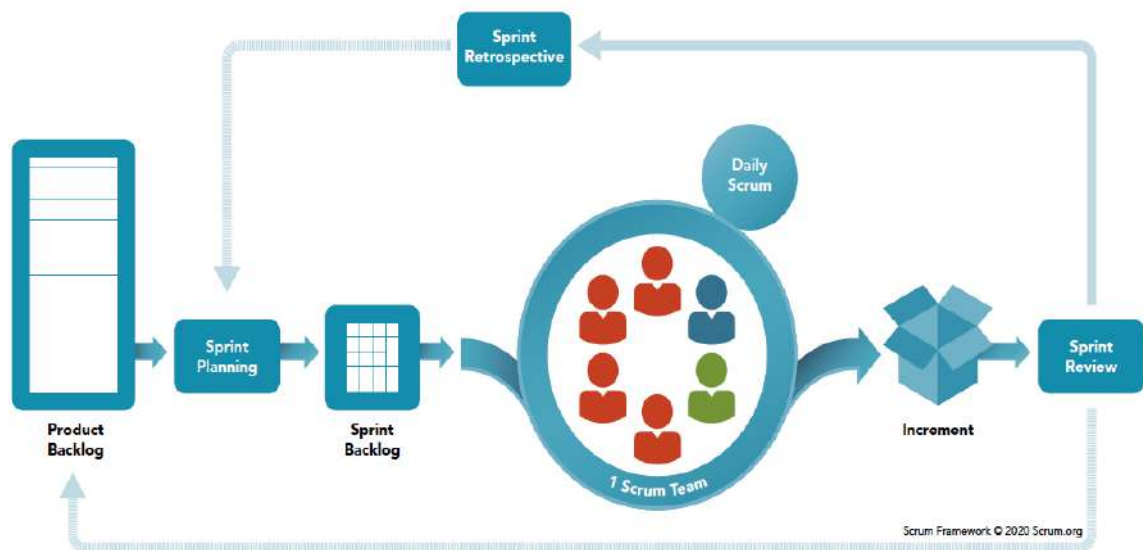 Sprint
Retrospective
Daily
Scrum
Sprint
Planning
Sprint
Review
Product
Backlog
Sprint
Backlog
1 Scrum Team
Increment
Scrum Framework © 2020 Scrum.org